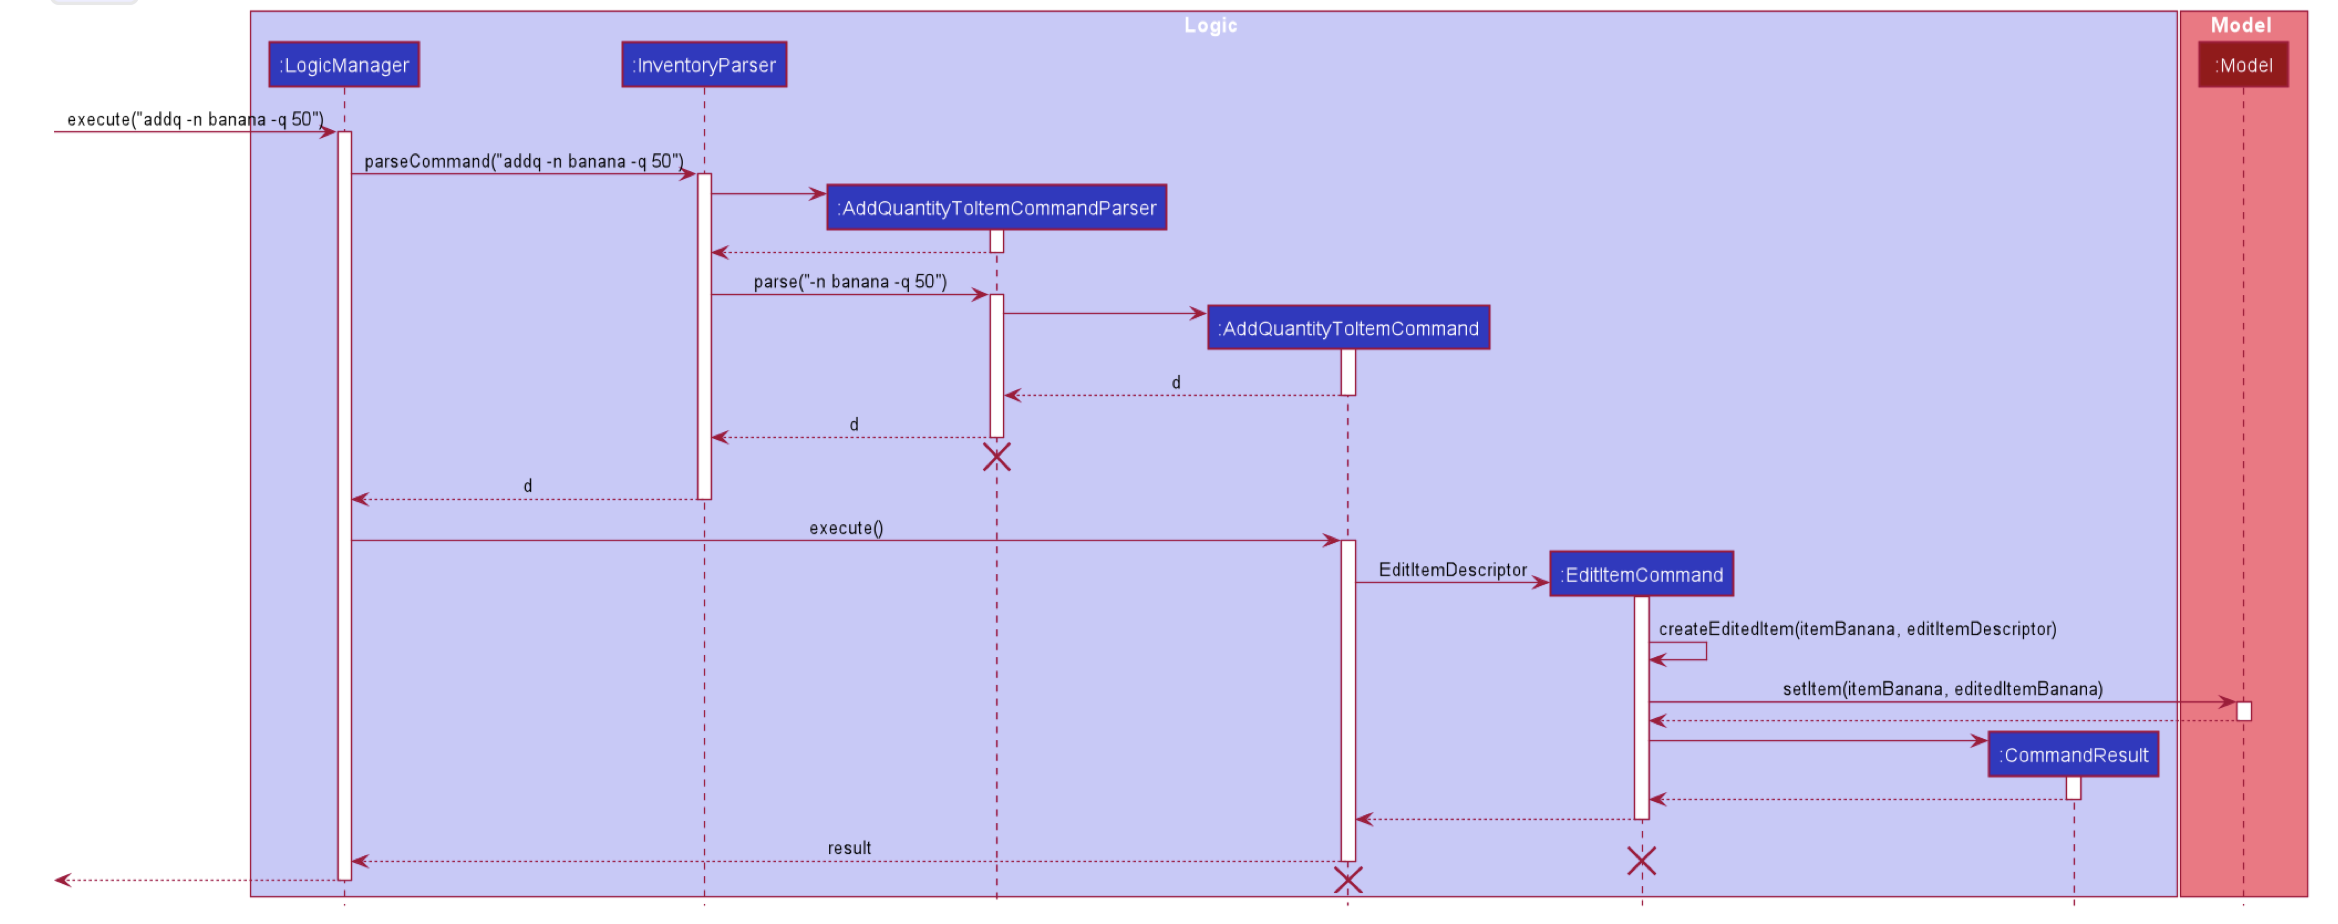 Logic
Model
:LogicManager
:InventoryParser
:Model
execute("addq -n banana -q 50")
parseCommand("addq -n banana -q 50")
:AddQuantityToItemCommandParser
parse("-n banana -q 50")
:AddQuantityToItemCommand
d
d
d
execute()
EditItemDescriptor
:EditItemCommand
createEditedItem(itemBanana, editItemDescriptor)
setItem(itemBanana, editedItemBanana)
:CommandResult
result